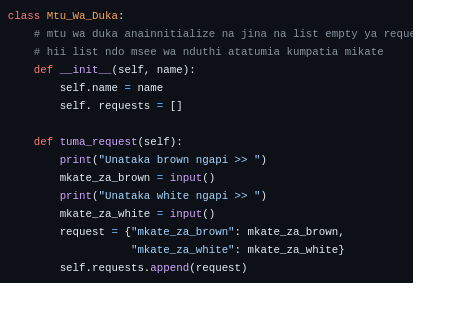 class Mtu_Wa_Duka:
    # mtu wa duka anainnitialize na jina na list empty ya reque
    # hii list ndo msee wa nduthi atatumia kumpatia mikate
    def __init__(self, name):
        self.name = name
        self. requests = []

    def tuma_request(self):
        print("Unataka brown ngapi >> ")
        mkate_za_brown = input()
        print("Unataka white ngapi >> ")
        mkate_za_white = input()
        request = {"mkate_za_brown": mkate_za_brown,
                   "mkate_za_white": mkate_za_white}
        self.requests.append(request)